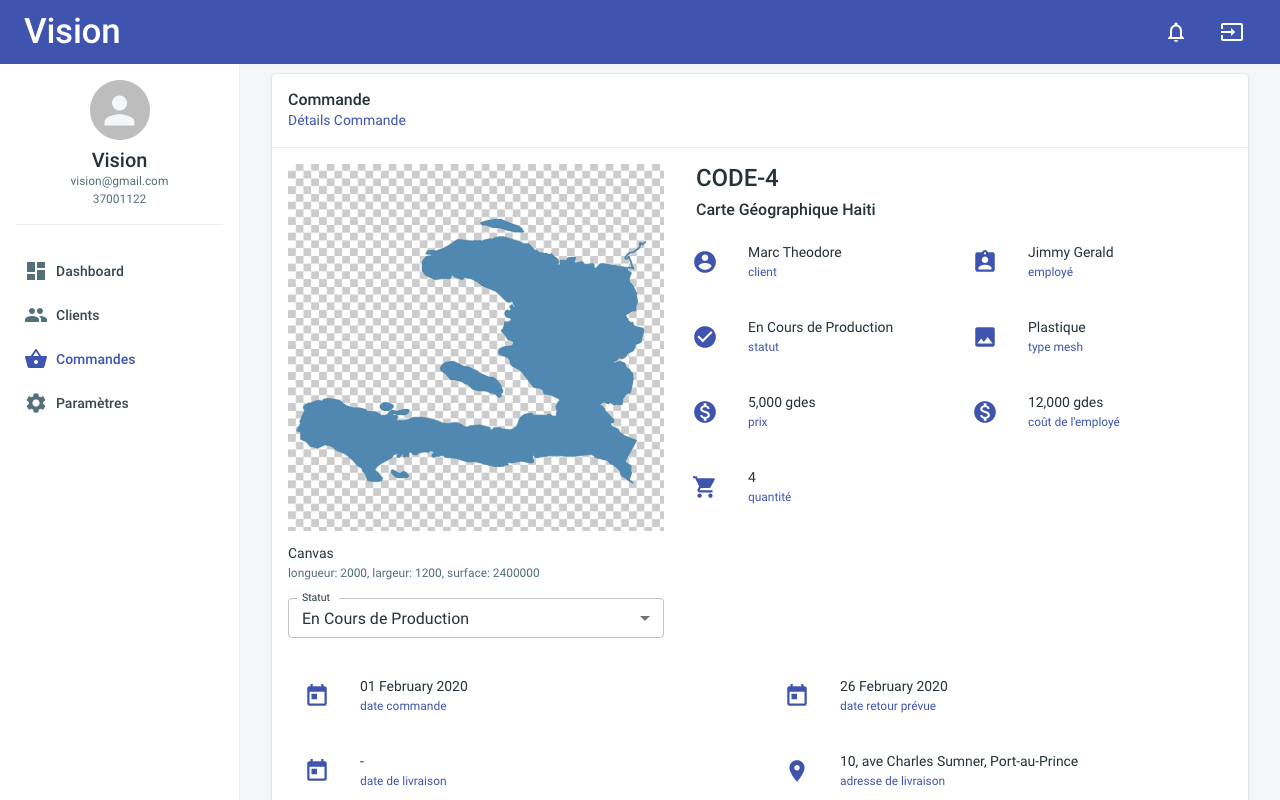 Vision
Vision
vision@gmail.com
37001122
Dashboard
Clients
Commandes
Paramètres
Commande
Détails Commande
CODE-4
Carte Géographique Haiti
Marc Theodore
client
Jimmy Gerald
employé
En Cours de Production
statut
Plastique
type mesh
5,000 gdes
prix
12,000 gdes
coût de l'employé
4
quantité
Canvas
longueur: 2000, largeur: 1200, surface: 2400000
Statut
En Cours de Production
01 February 2020
date commande
26 February 2020
date retour prévue
-
date de livraison
10, ave Charles Sumner, Port-au-Prince
adresse de livraison